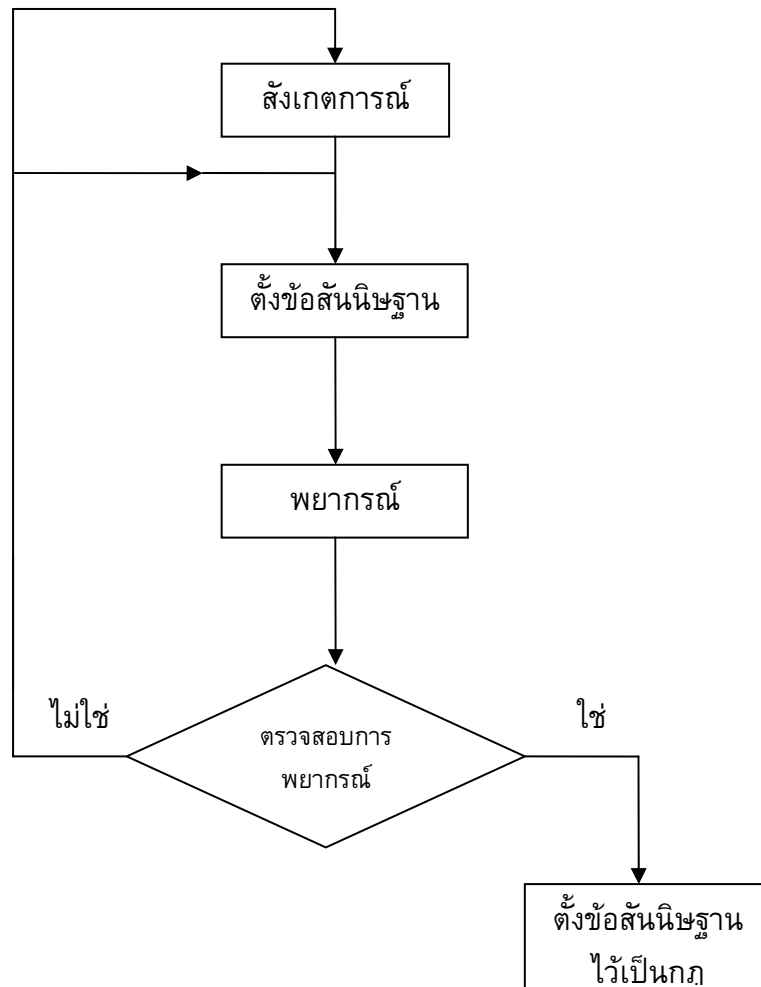 สังเกตการณ์
ตั้งข้อสันนิษฐาน
พยากรณ์
ไม่ใช่
ใช่
ตรวจสอบการ
พยากรณ์
ตั้งข้อสันนิษฐาน
ไว้เป็นกฎ